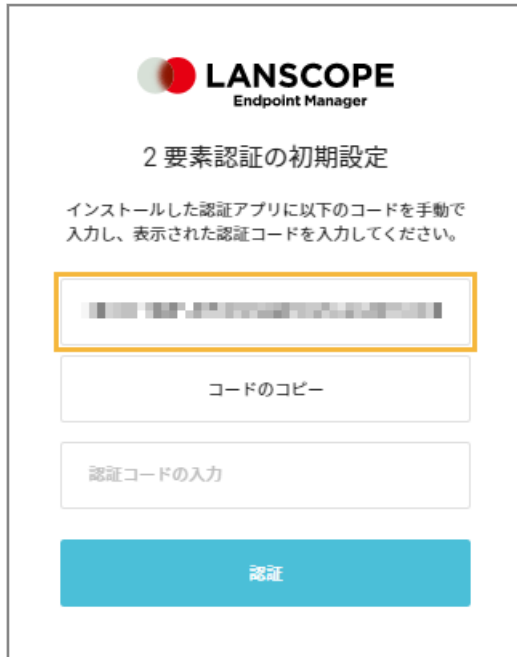 LANSCOPE
Endpoint Manager
2要素認証の初期設定
インストールした認証アプリに以下のコードを手動で
入力し、表示された認証コードを入力してください。
コードのコピー
認証コードの入力
認証